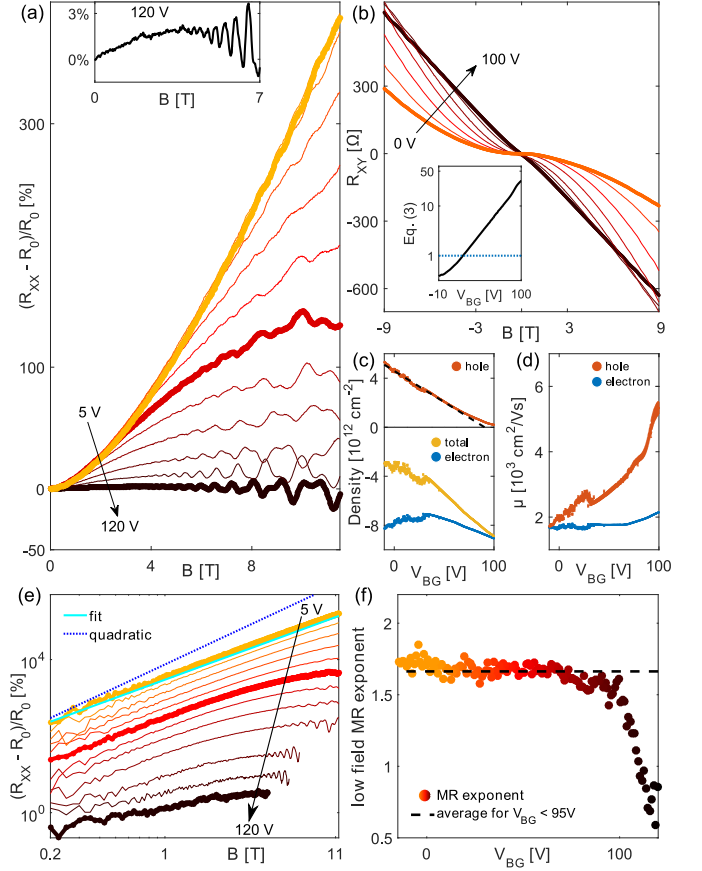 (a)
120 V
3%
0%
0
7
B [T]
300
100
0
-50
(R_XX - R_0)/R_0 [%]
5 V
120 V
0
4
8
B [T]
(b)
100 V
0 V
300
0
-300
-600
R_XY [Ω]
50
10
1
Eq. (3)
-10
V_BG [V]
100
-9
-3
3
9
B [T]
(c)
hole
total
electron
5
0
-4
-8
Density [10^12 cm^-2]
0
100
V_BG [V]
(d)
hole
electron
6
4
2
μ [10^3 cm^2/Vs]
0
100
V_BG [V]
(e)
fit
quadratic
5 V
120 V
10^4
10^0
(R_XX - R_0)/R_0 [%]
0.2
1
11
B [T]
(f)
2
1.5
1
0.5
low field MR exponent
MR exponent
average for V_BG < 95V
0
100
V_BG [V]